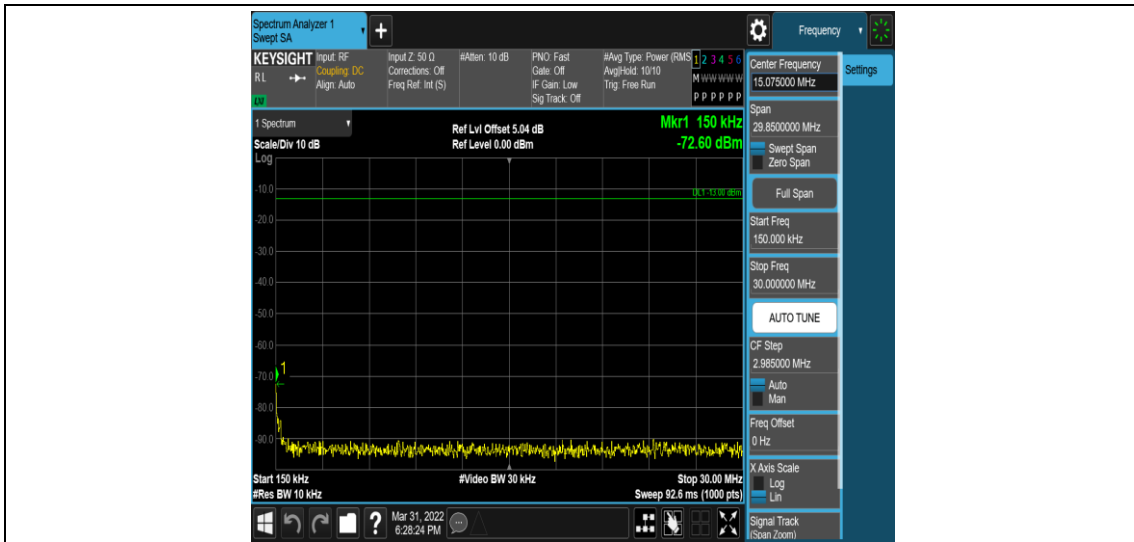 Spectrum Analyzer 1
Swept SA
+
Frequency
KEYSIGHT
RL
LXI
Input: RF
Coupling: DC
Align: Auto
Input Z: 50 Ω
Corrections: Off
Freq Ref: Int (S)
#Atten: 10 dB
PNO: Fast
Gate: Off
IF Gain: Low
Sig Track: Off
#Avg Type: Power (RMS
Avg|Hold: 10/10
Trig: Free Run
1 2 3 4 5 6
M W W W W W
P P P P P P
Center Frequency
15.075000 MHz
Settings
Span
29.8500000 MHz
Swept Span
Zero Span
Full Span
Start Freq
150.000 kHz
Stop Freq
30.000000 MHz
AUTO TUNE
CF Step
2.985000 MHz
Auto
Man
Freq Offset
0 Hz
X Axis Scale
Log
Lin
Signal Track
(Span Zoom)
1 Spectrum
Scale/Div 10 dB
Log
Ref Lvl Offset 5.04 dB
Ref Level 0.00 dBm
Mkr1 150 kHz
-72.60 dBm
DL1 -13.00 dBm
-10.0
-20.0
-30.0
-40.0
-50.0
-60.0
1
-70.0
-80.0
-90.0
Start 150 kHz
#Res BW 10 kHz
#Video BW 30 kHz
Stop 30.00 MHz
Sweep 92.6 ms (1000 pts)
?
Mar 31, 2022
6:28:24 PM